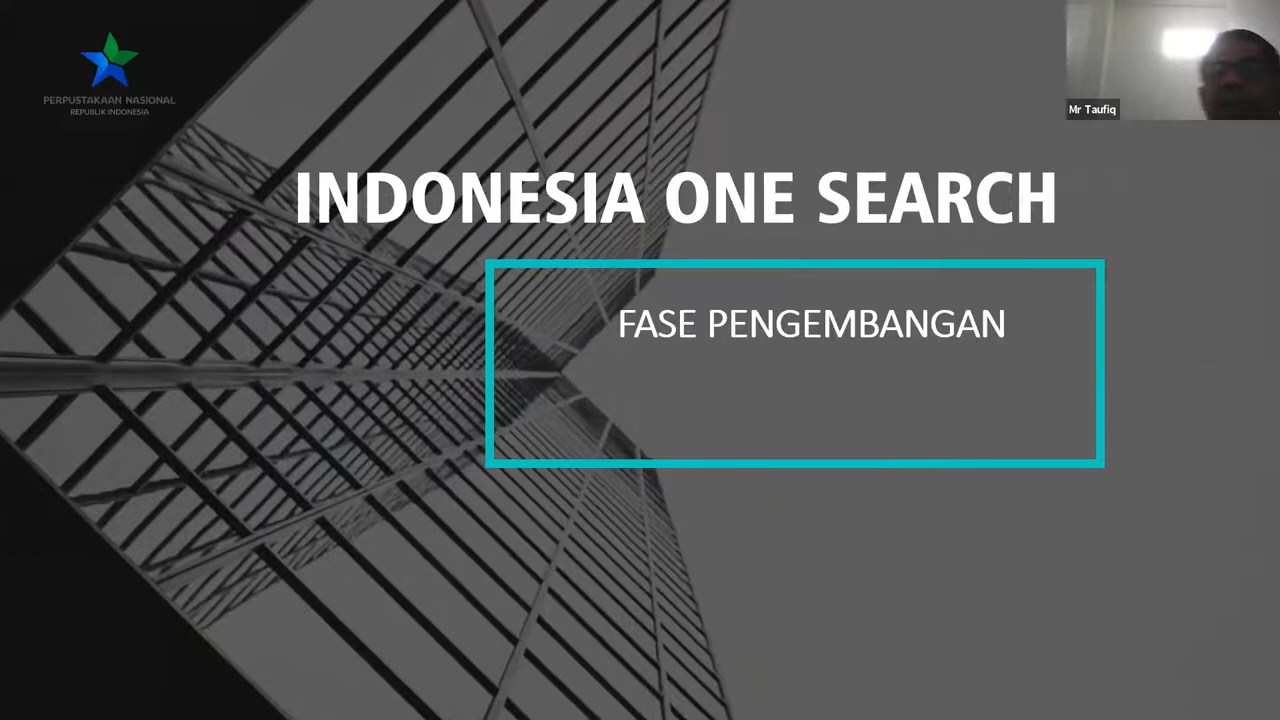 PERPUSTAKAAN NASIONAL
REPUBLIK INDONESIA
Mr Taufiq
INDONESIA ONE SEARCH
FASE PENGEMBANGAN